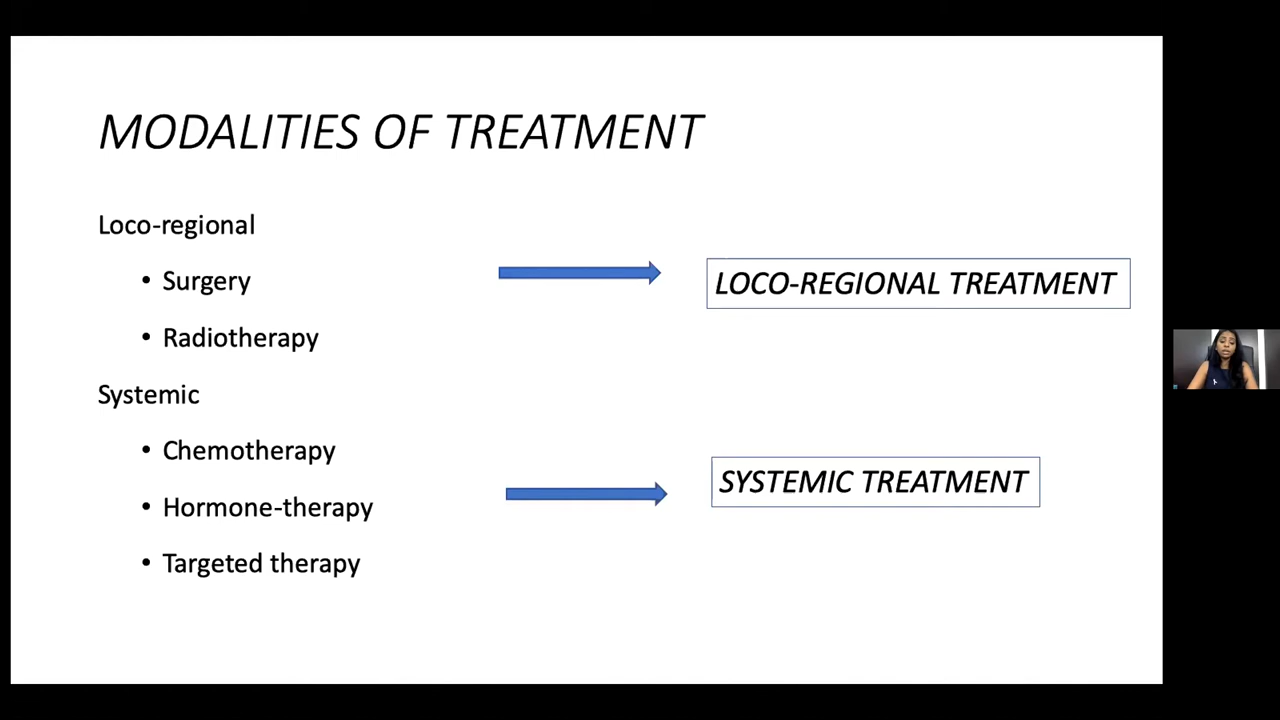 MODALITIES OF TREATMENT
Loco-regional
• Surgery
• Radiotherapy
LOCO-REGIONAL TREATMENT
Systemic
• Chemotherapy
• Hormone-therapy
• Targeted therapy
SYSTEMIC TREATMENT